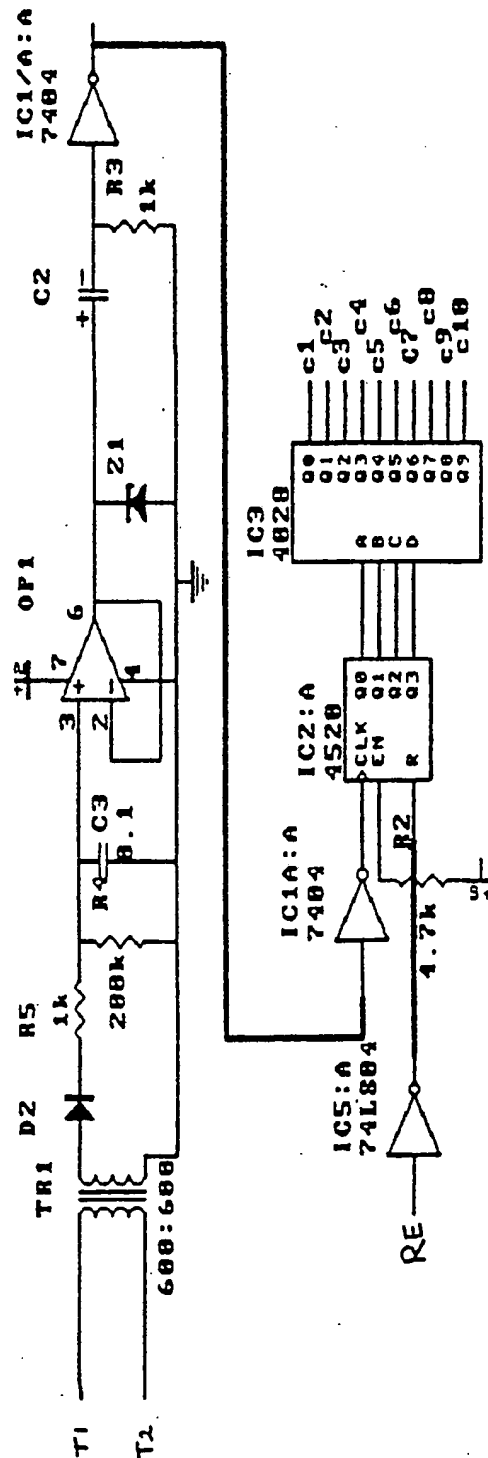 T1
T2
TR1
600:600
D2
R5
1k
R4
200k
C3
0.1
OP1
+12
3
2
7
4
6
Z1
C2
+
-
R3
1k
IC1/A:A
7404
IC1A:A
7404
IC2:A
4520
CLK
EN
R
Q0
Q1
Q2
Q3
IC3
4028
A
B
C
D
Q0
Q1
Q2
Q3
Q4
Q5
Q6
Q7
Q8
Q9
c1
c2
c3
c4
c5
c6
C7
c8
c9
c10
R2
4.7k
RE
IC5:A
74LS04